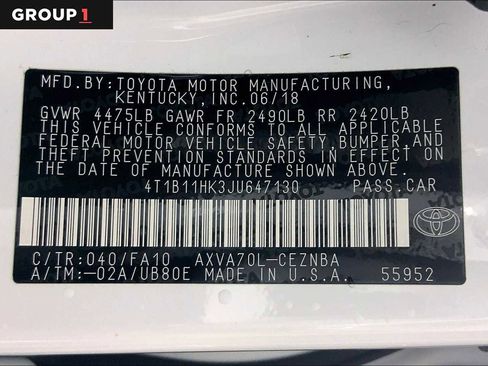 GROUP 1
MFD.BY: TOYOTA MOTOR MANUFACTURING,
KENTUCKY, INC. 06/18
GVWR 4475LB GAWR FR 2490LB RR 2420LB
THIS VEHICLE CONFORMS TO ALL APPLICABLE
FEDERAL MOTOR VEHICLE SAFETY, BUMPER, AND
THEFT PREVENTION STANDARDS IN EFFECT ON
THE DATE OF MANUFACTURE SHOWN ABOVE.
4T1B11HK3JU647130 PASS.CAR
C/TR: 040/FA10 AXVA70L-CEZNBA
A/TM:-02A/UB80E MADE IN U.S.A. 55952
TOYOTA